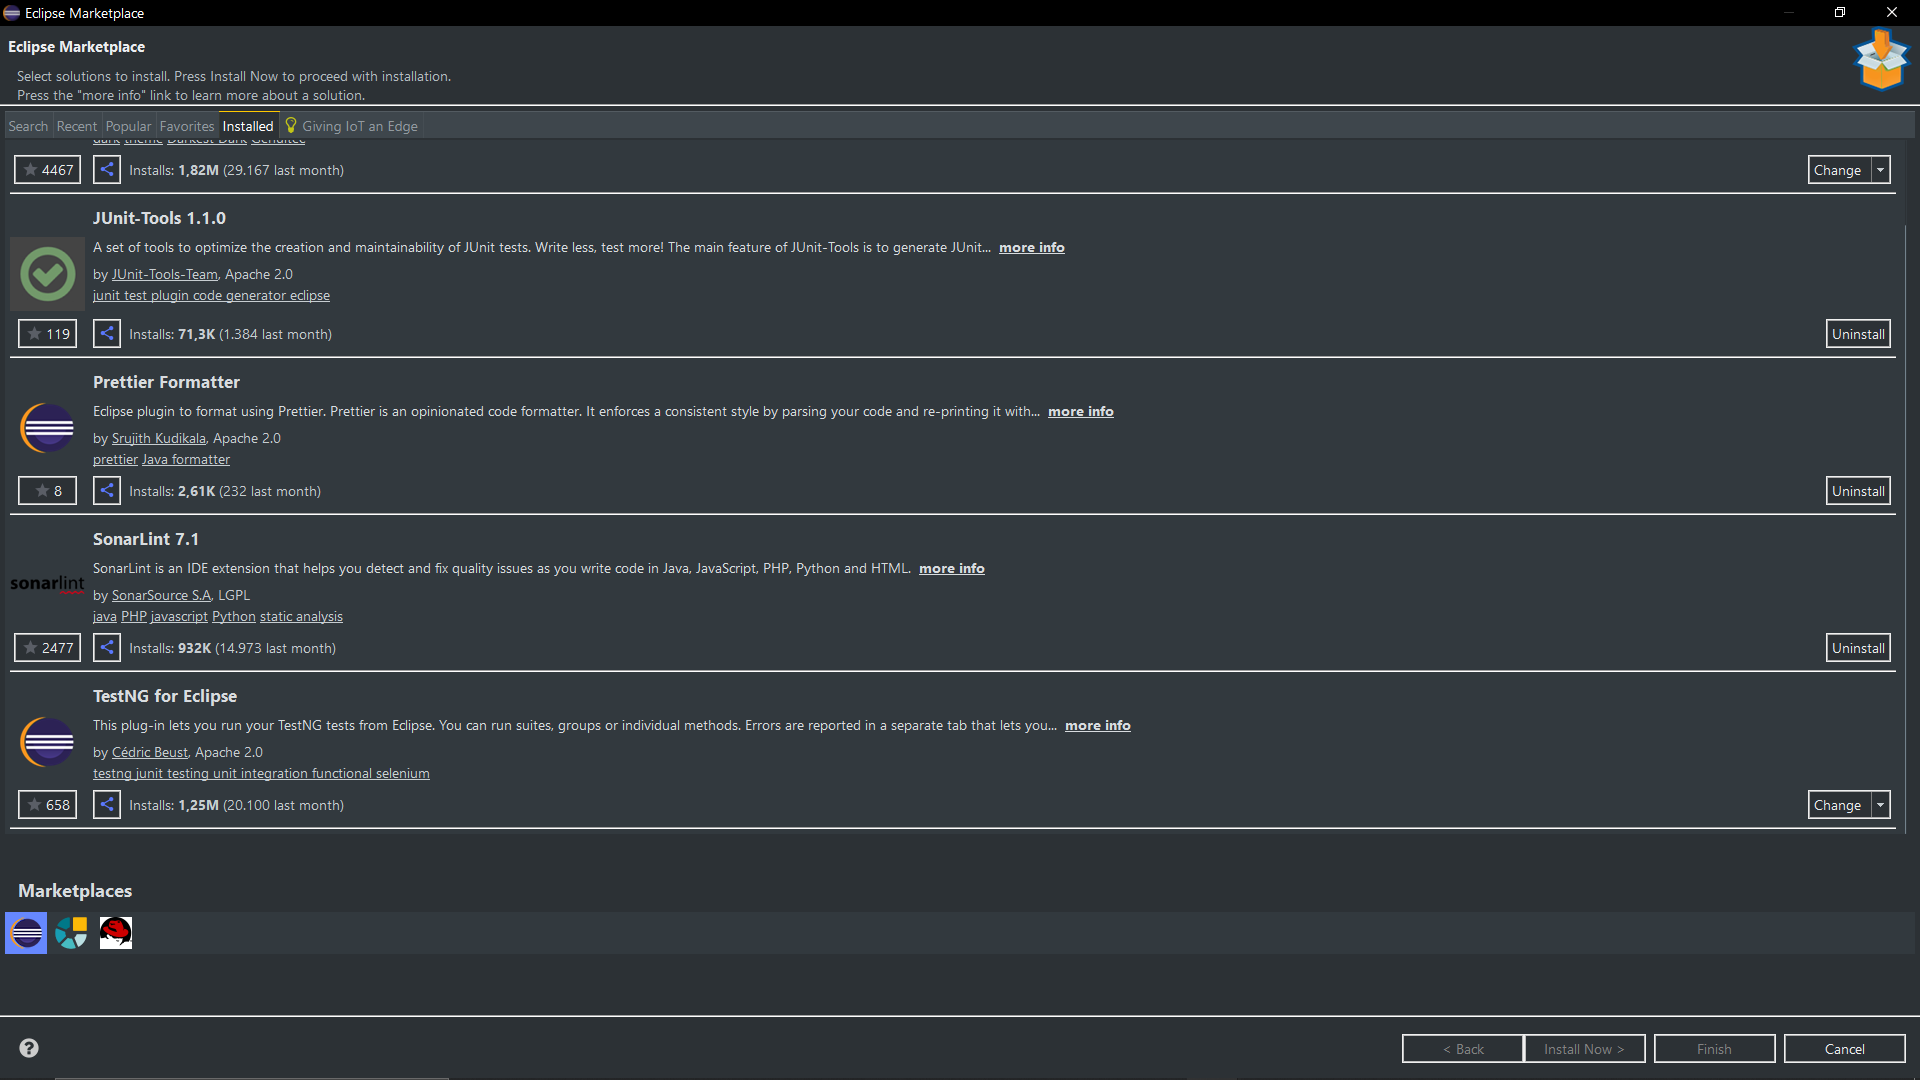 Eclipse Marketplace
Eclipse Marketplace
Select solutions to install. Press Install Now to proceed with installation.
Press the "more info" link to learn more about a solution.
Search Recent Popular Favorites Installed Giving IoT an Edge
dark theme Darkest Dark Genuitec
4467 Installs: 1,82M (29.167 last month) Change
JUnit-Tools 1.1.0
A set of tools to optimize the creation and maintainability of JUnit tests. Write less, test more! The main feature of JUnit-Tools is to generate JUnit... more info
by JUnit-Tools-Team, Apache 2.0
junit test plugin code generator eclipse
119 Installs: 71,3K (1.384 last month) Uninstall
Prettier Formatter
Eclipse plugin to format using Prettier. Prettier is an opinionated code formatter. It enforces a consistent style by parsing your code and re-printing it with... more info
by Srujith Kudikala, Apache 2.0
prettier Java formatter
8 Installs: 2,61K (232 last month) Uninstall
SonarLint 7.1
SonarLint is an IDE extension that helps you detect and fix quality issues as you write code in Java, JavaScript, PHP, Python and HTML. more info
sonarlint
by SonarSource S.A, LGPL
java PHP javascript Python static analysis
2477 Installs: 932K (14.973 last month) Uninstall
TestNG for Eclipse
This plug-in lets you run your TestNG tests from Eclipse. You can run suites, groups or individual methods. Errors are reported in a separate tab that lets you... more info
by Cédric Beust, Apache 2.0
testng junit testing unit integration functional selenium
658 Installs: 1,25M (20.100 last month) Change
Marketplaces
? < Back Install Now > Finish Cancel